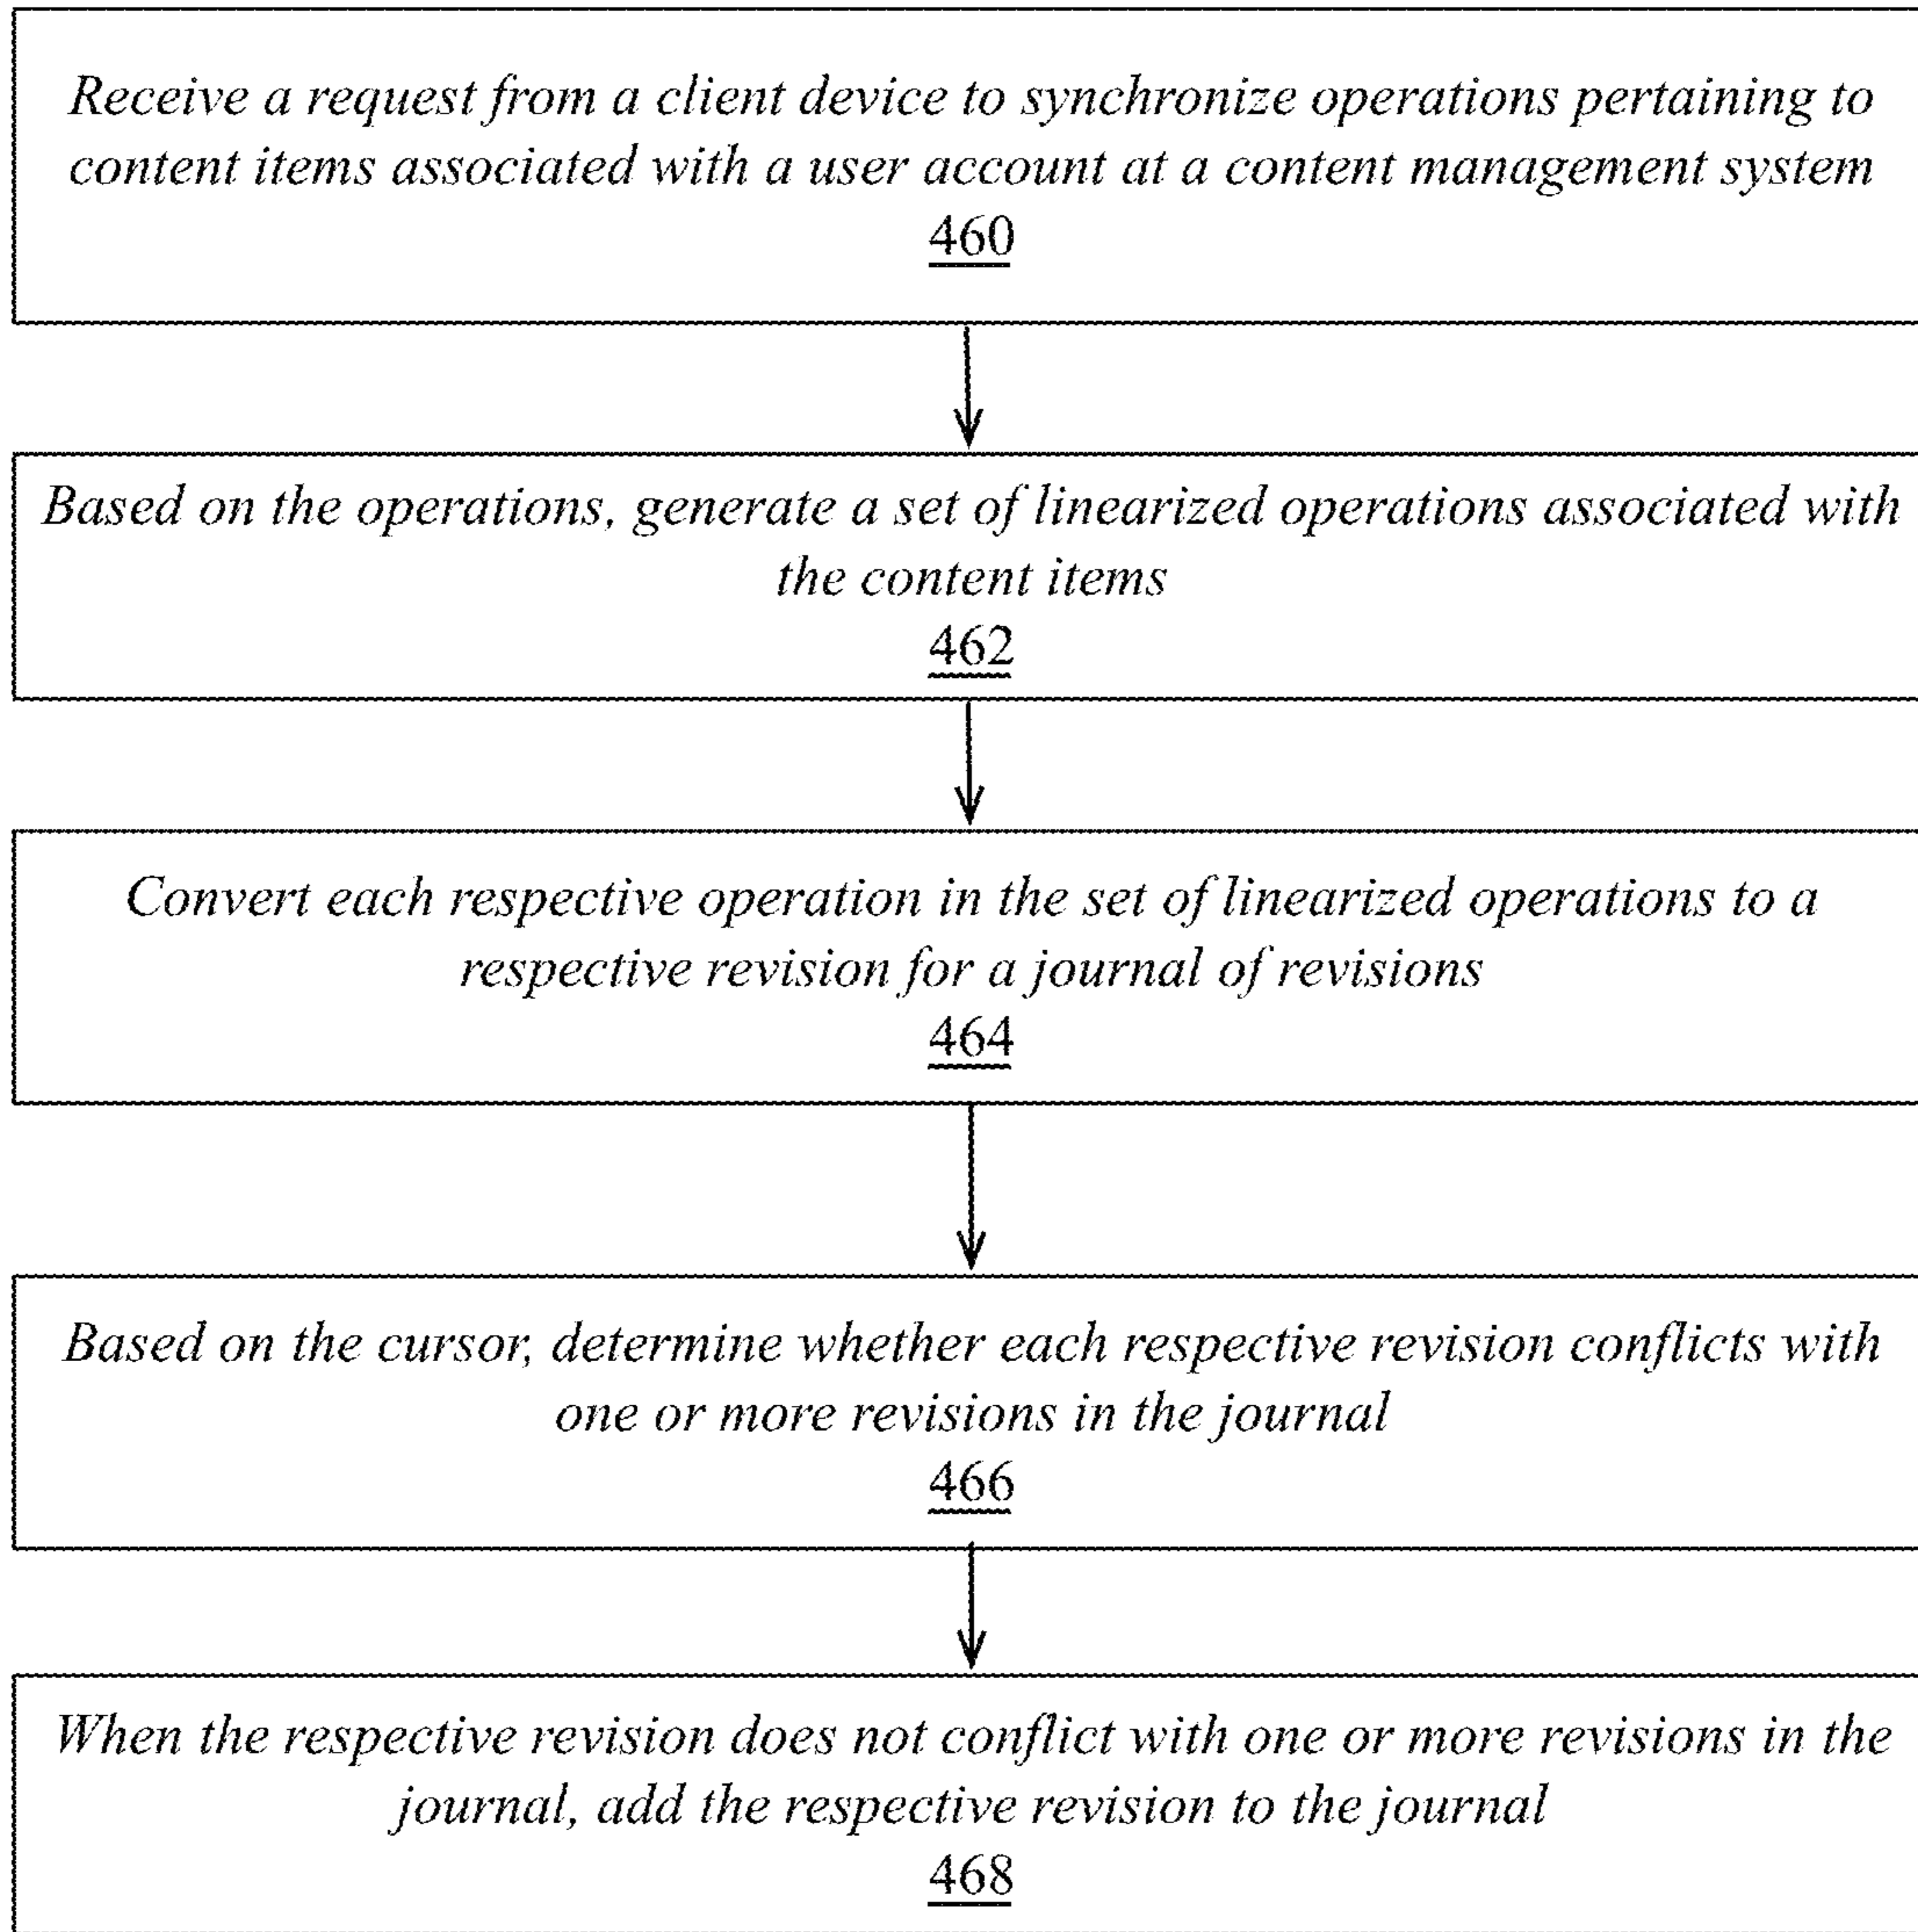 Receive a request from a client device to synchronize operations pertaining to
content items associated with a user account at a content management system
460
Based on the operations, generate a set of linearized operations associated with
the content items
462
Convert each respective operation in the set of linearized operations to a
respective revision for a journal of revisions
464
Based on the cursor, determine whether each respective revision conflicts with
one or more revisions in the journal
466
When the respective revision does not conflict with one or more revisions in the
journal, add the respective revision to the journal
468